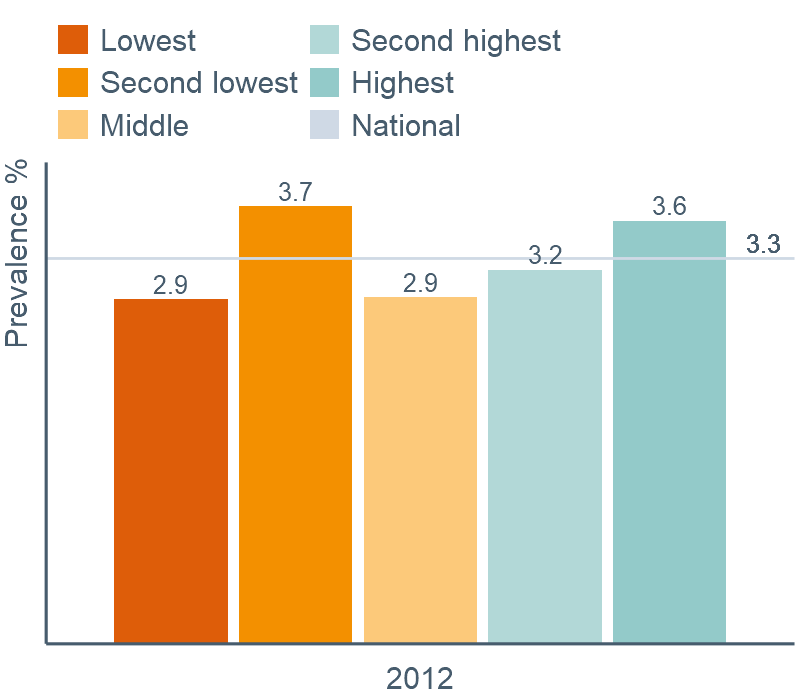 Lowest
Second lowest
Middle
Second highest
Highest
National
Prevalence %
2.9
3.7
2.9
3.2
3.6
3.3
2012